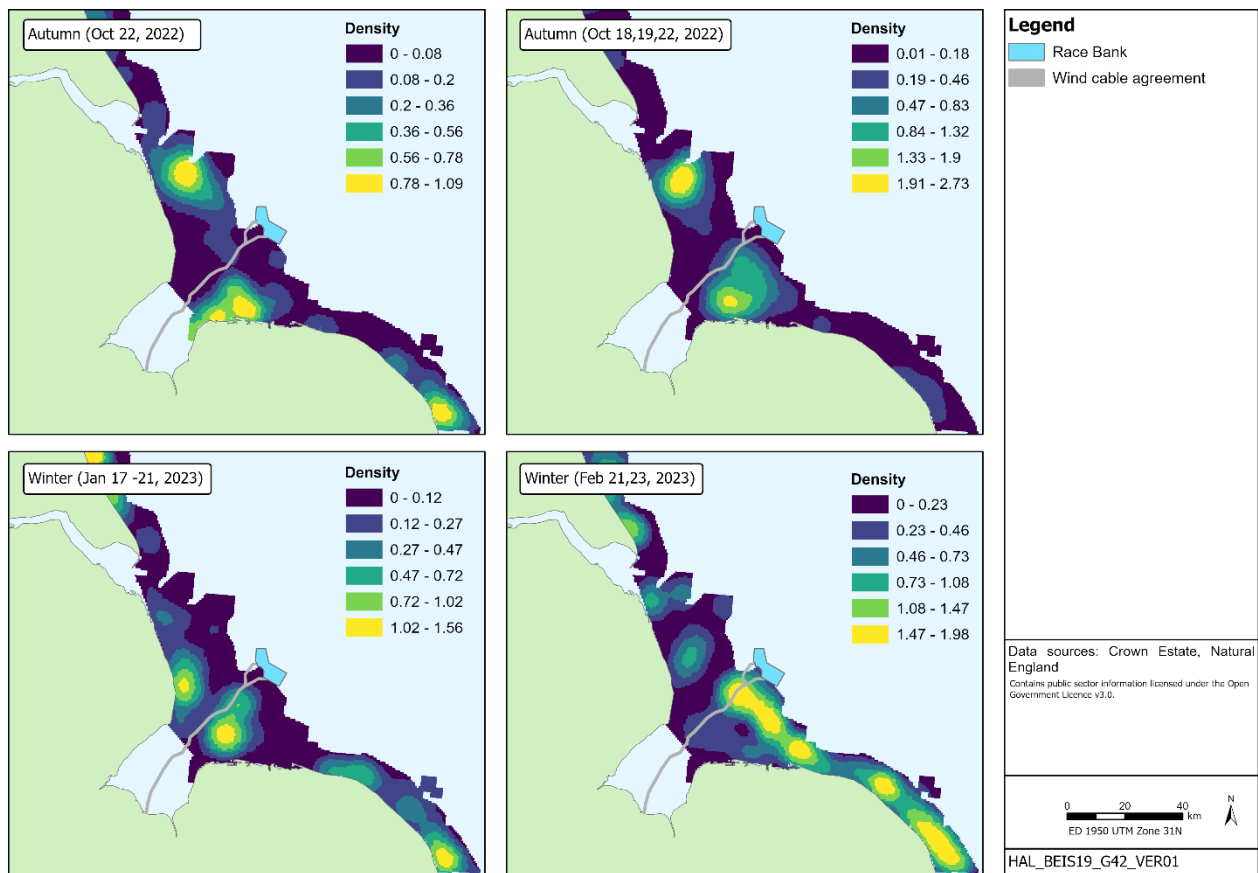 Autumn (Oct 22, 2022)
Density
0 - 0.08
0.08 - 0.2
0.2 - 0.36
0.36 - 0.56
0.56 - 0.78
0.78 - 1.09
Autumn (Oct 18,19,22, 2022)
Density
0.01 - 0.18
0.19 - 0.46
0.47 - 0.83
0.84 - 1.32
1.33 - 1.9
1.91 - 2.73
Winter (Jan 17 -21, 2023)
Density
0 - 0.12
0.12 - 0.27
0.27 - 0.47
0.47 - 0.72
0.72 - 1.02
1.02 - 1.56
Winter (Feb 21,23, 2023)
Density
0 - 0.23
0.23 - 0.46
0.46 - 0.73
0.73 - 1.08
1.08 - 1.47
1.47 - 1.98
Legend
Race Bank
Wind cable agreement
Data sources: Crown Estate, Natural
England
Contains public sector information licensed under the Open
Government Licence v3.0.
0 20 40
km
N
ED 1950 UTM Zone 31N
HAL_BEIS19_G42_VER01